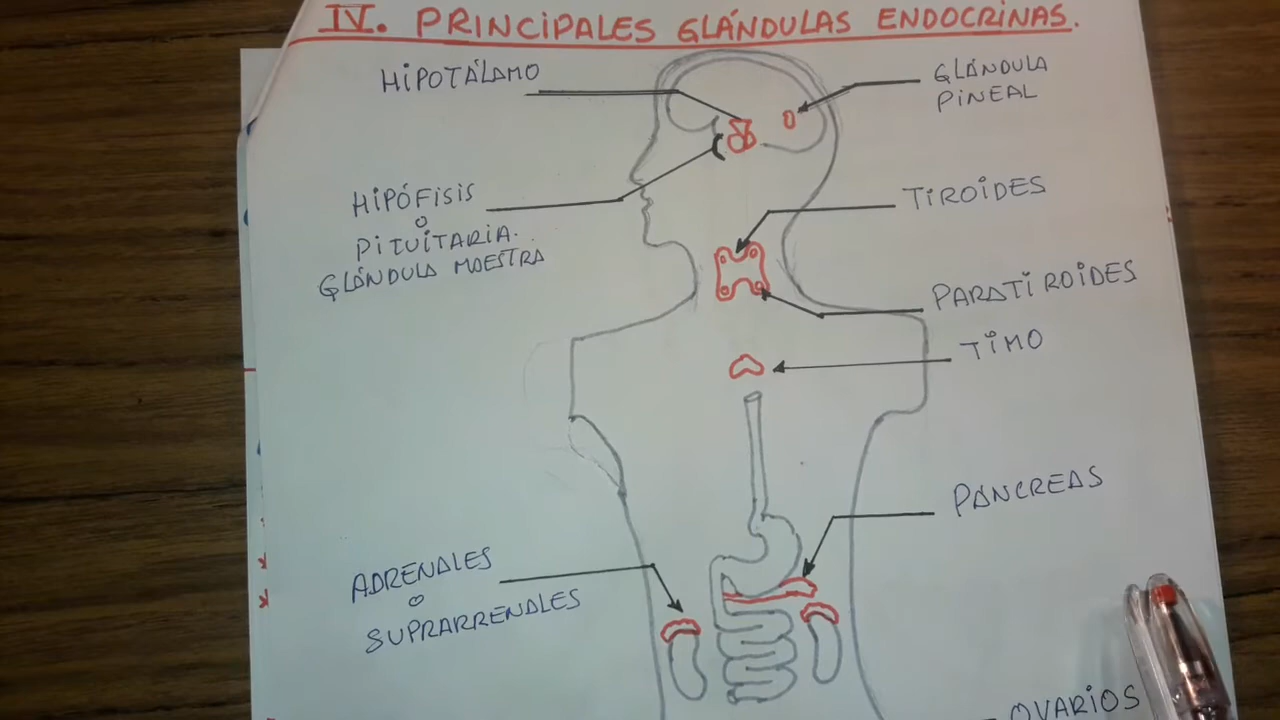 IV. PRINCIPALES GLÁNDULAS ENDOCRINAS.
HIPOTÁLAMO
GLÁNDULA
PINEAL
HIPÓFISIS
O
PITUITARIA.
GLÁNDULA MAESTRA
TIROIDES
PARATIROIDES
TIMO
PÁNCREAS
ADRENALES
O
SUPRARRENALES
OVARIOS